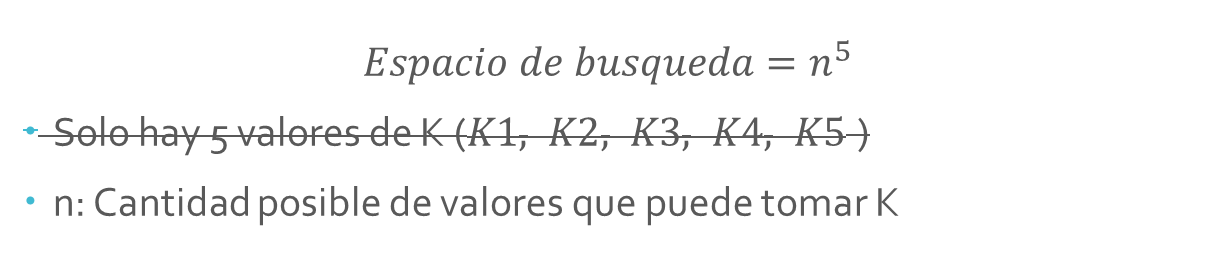 Espacio de busqueda = n⁵
• Solo hay 5 valores de K (K1, K2, K3, K4, K5 )
• n: Cantidad posible de valores que puede tomar K